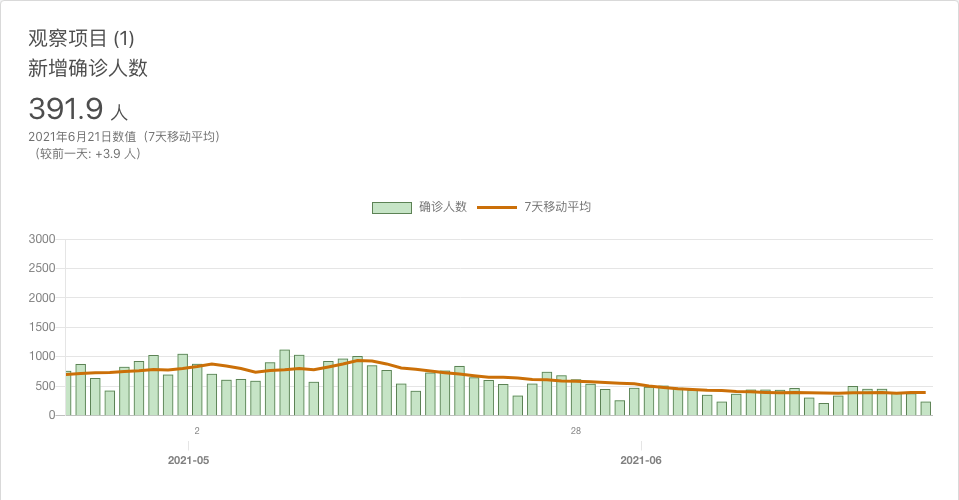 观察项目 (1)
新增确诊人数
391.9 人
2021年6月21日数值（7天移动平均）
（较前一天: +3.9 人）
确诊人数 7天移动平均
3000
2500
2000
1500
1000
500
0
2 28
2021-05 2021-06